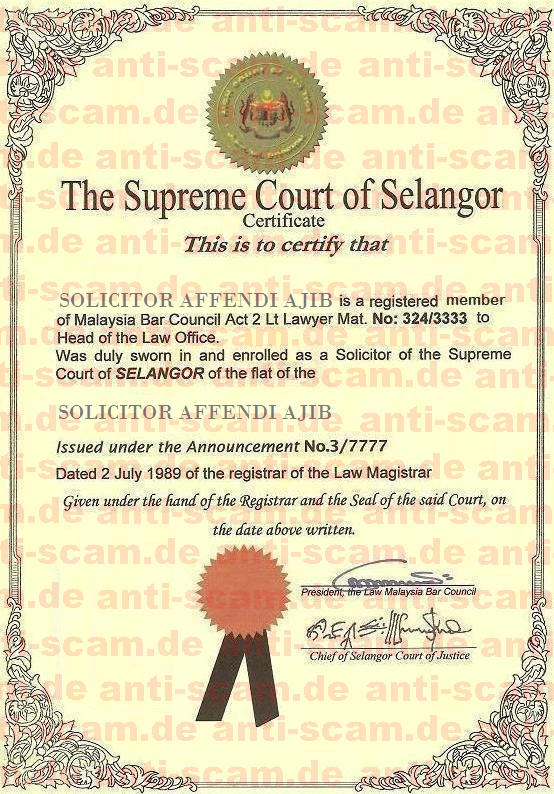 The Supreme Court of Selangor
Certificate
This is to certify that
SOLICITOR AFFENDI AJIB is a registered member
of Malaysia Bar Council Act 2 Lt Lawyer Mat. No: 324/3333 to
Head of the Law Office.
Was duly sworn in and enrolled as a Solicitor of the Supreme
Court of SELANGOR of the fiat of the
SOLICITOR AFFENDI AJIB
Issued under the Announcement No.3/7777
Dated 2 July 1989 of the registrar of the Law Magistrar
Given under the hand of the Registrar and the Seal of the said Court, on
the date above written.
President, the Law Malaysia Bar Council
Chief of Selangor Court of Justice
anti-scam.de